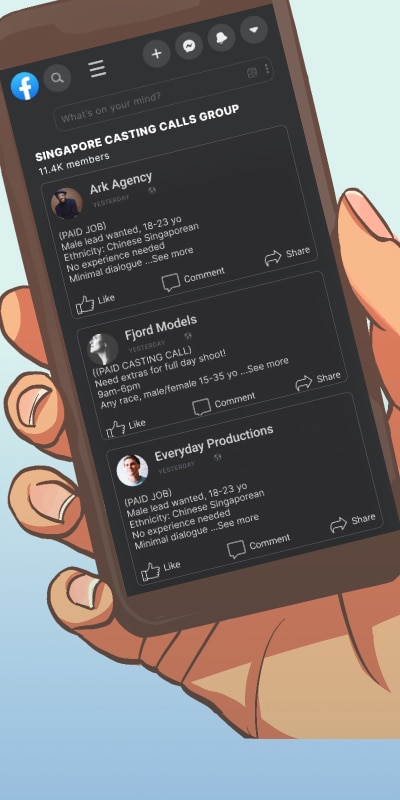 What's on your mind?
SINGAPORE CASTING CALLS GROUP
11.4K members
Ark Agency
YESTERDAY
(PAID JOB)
Male lead wanted, 18-23 yo
Ethnicity: Chinese Singaporean
No experience needed
Minimal dialogue ...See more
Like Comment Share
Fjord Models
YESTERDAY
((PAID CASTING CALL)
Need extras for full day shoot!
9am-6pm
Any race, male/female 15-35 yo ...See more
Like Comment Share
Everyday Productions
YESTERDAY
(PAID JOB)
Male lead wanted, 18-23 yo
Ethnicity: Chinese Singaporean
No experience needed
Minimal dialogue ...See more
Like Comment Share